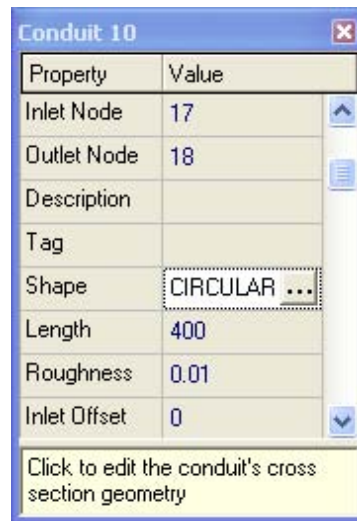 Conduit 10
Property Value
Inlet Node 17
Outlet Node 18
Description
Tag
Shape CIRCULAR ...
Length 400
Roughness 0.01
Inlet Offset 0
Click to edit the conduit's cross
section geometry